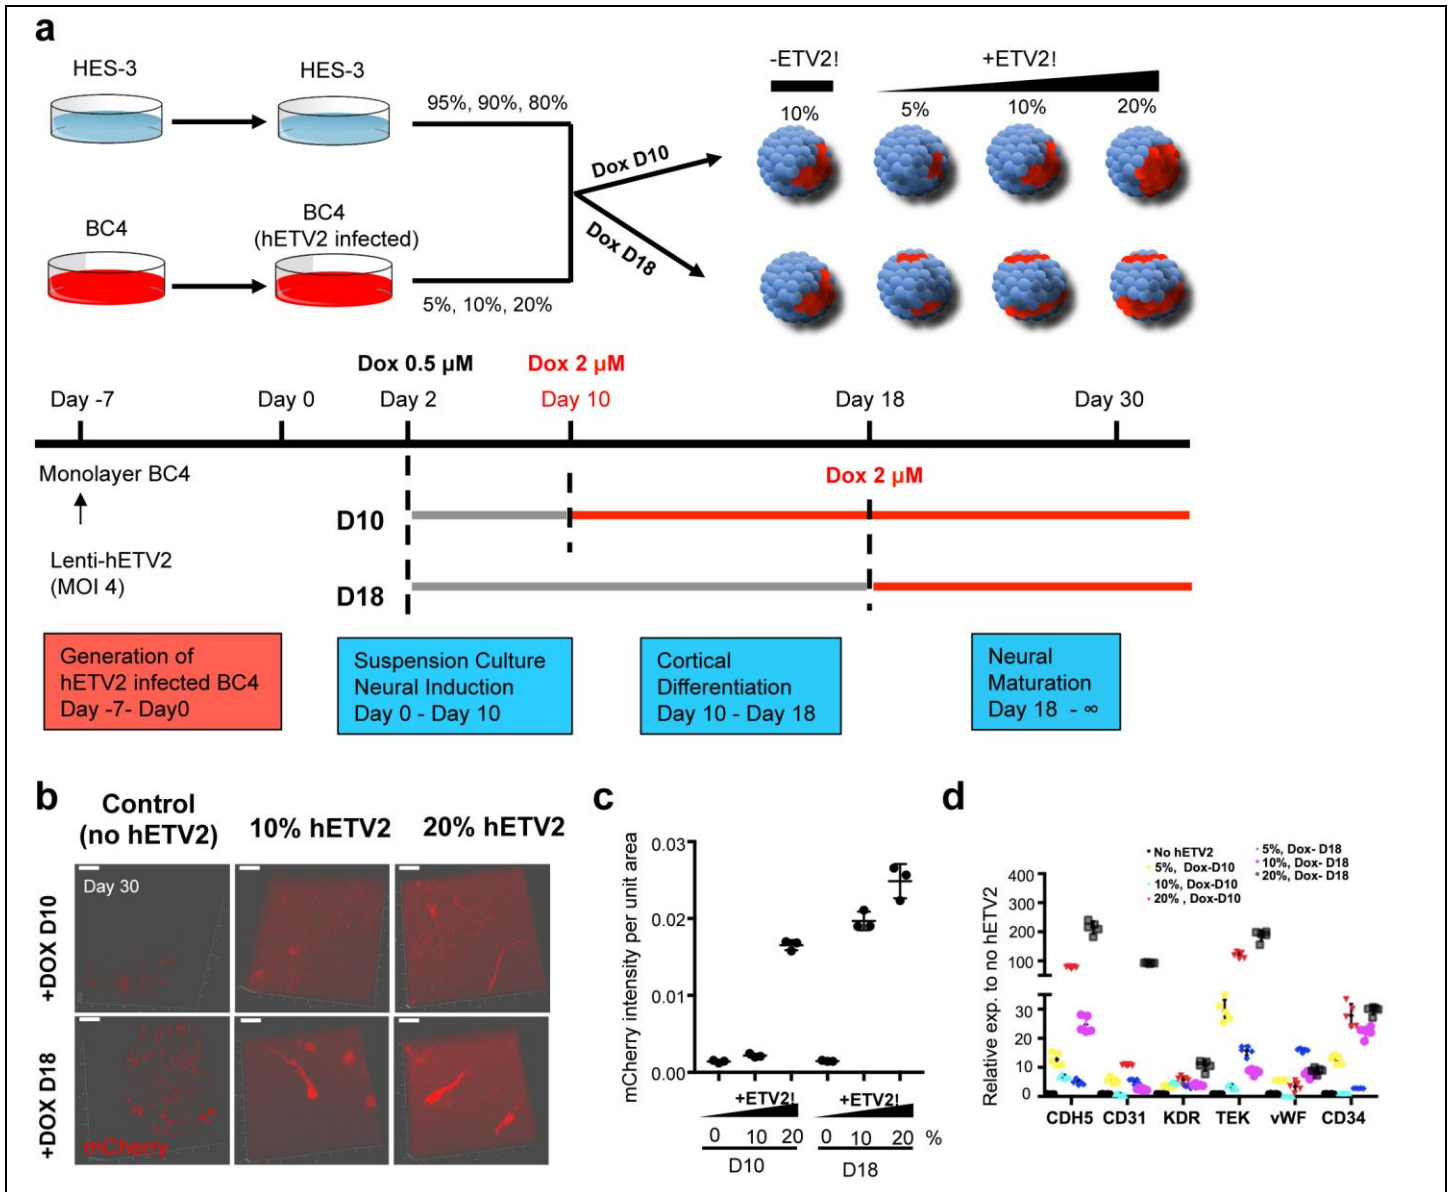 a
HES-3
HES-3
95%, 90%, 80%
BC4
BC4
(hETV2 infected)
5%, 10%, 20%
Dox D10
Dox D18
-ETV2!
+ETV2!
10%
5%
10%
20%
Dox 0.5 µM
Dox 2 µM
Day -7
Day 0
Day 2
Day 10
Day 18
Day 30
Monolayer BC4
Dox 2 µM
Lenti-hETV2
(MOI 4)
D10
D18
Generation of
hETV2 infected BC4
Day -7- Day0
Suspension Culture
Neural Induction
Day 0 - Day 10
Cortical
Differentiation
Day 10 - Day 18
Neural
Maturation
Day 18 - ∞
b
Control
(no hETV2)
10% hETV2
20% hETV2
+DOX D10
+DOX D18
Day 30
mCherry
c
mCherry intensity per unit area
0.03
0.02
0.01
0.00
+ETV2!
+ETV2!
0 10 20 0 10 20 %
D10
D18
d
No hETV2
5%, Dox-D10
10%, Dox-D10
20% , Dox-D10
5%, Dox- D18
10%, Dox- D18
20%, Dox- D18
Relative exp. to no hETV2
400
300
200
100
30
20
10
0
CDH5 CD31 KDR TEK vWF CD34